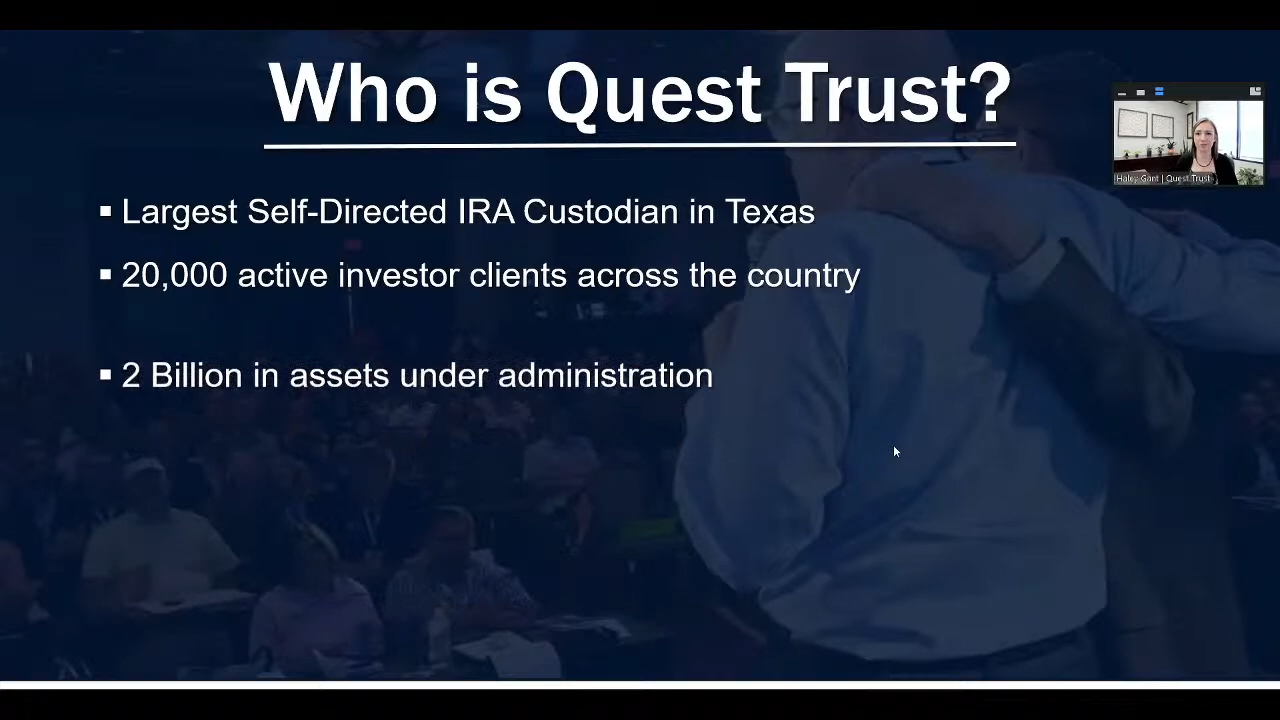 Who is Quest Trust?
▪ Largest Self-Directed IRA Custodian in Texas
▪ 20,000 active investor clients across the country
▪ 2 Billion in assets under administration
Haley Gant | Quest Trust